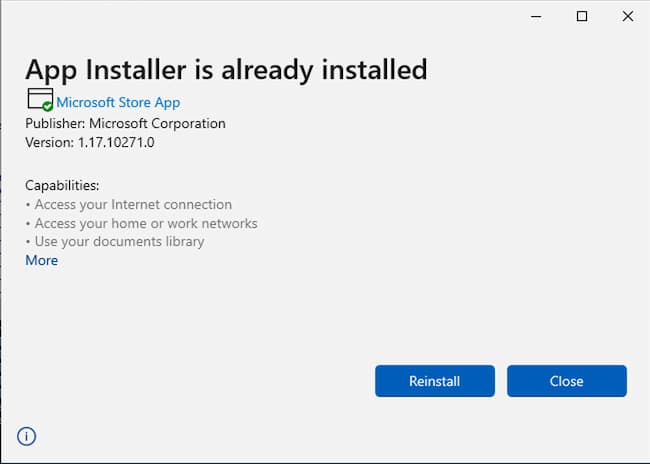 App Installer is already installed
Microsoft Store App
Publisher: Microsoft Corporation
Version: 1.17.10271.0
Capabilities:
• Access your Internet connection
• Access your home or work networks
• Use your documents library
More
Reinstall
Close